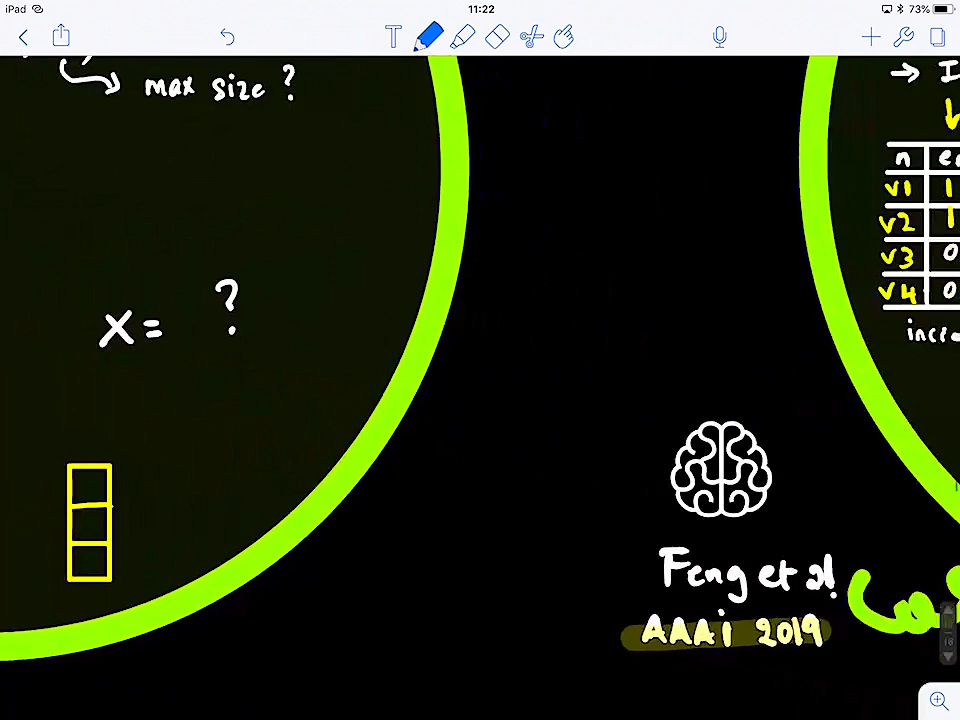 iPad
11:22
73%
T
→ max size ?
X = ?
→ I
n
v1 1
v2 1
v3 0
v4 0
Feng et al.
AAAi 2019